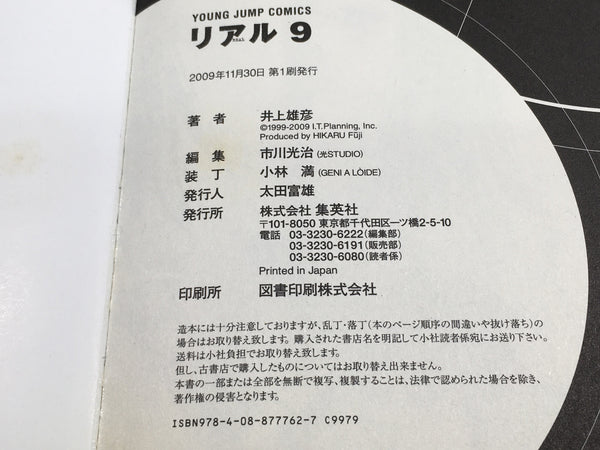 YOUNG JUMP COMICS
リアル 9
2009年11月30日 第1刷発行
著者 井上雄彦
©1999-2009 I.T.Planning, Inc.
Produced by HIKARU Fūji
編集 市川光治(光STUDIO)
装丁 小林 満(GENI A LÒIDE)
発行人 太田富雄
発行所 株式会社 集英社
〒101-8050 東京都千代田区一ツ橋2-5-10
電話 03-3230-6222(編集部)
03-3230-6191(販売部)
03-3230-6080(読者係)
Printed in Japan
印刷所 図書印刷株式会社
造本には十分注意しておりますが、乱丁・落丁(本のページ順序の間違いや抜け落ち)の
場合はお取り替え致します。購入された書店名を明記して小社読者係宛にお送り下さい。
送料は小社負担でお取り替え致します。
但し、古書店で購入したものについてはお取り替え出来ません。
本書の一部または全部を無断で複写、複製することは、法律で認められた場合を除き、
著作権の侵害となります。
ISBN978-4-08-877762-7 C9979